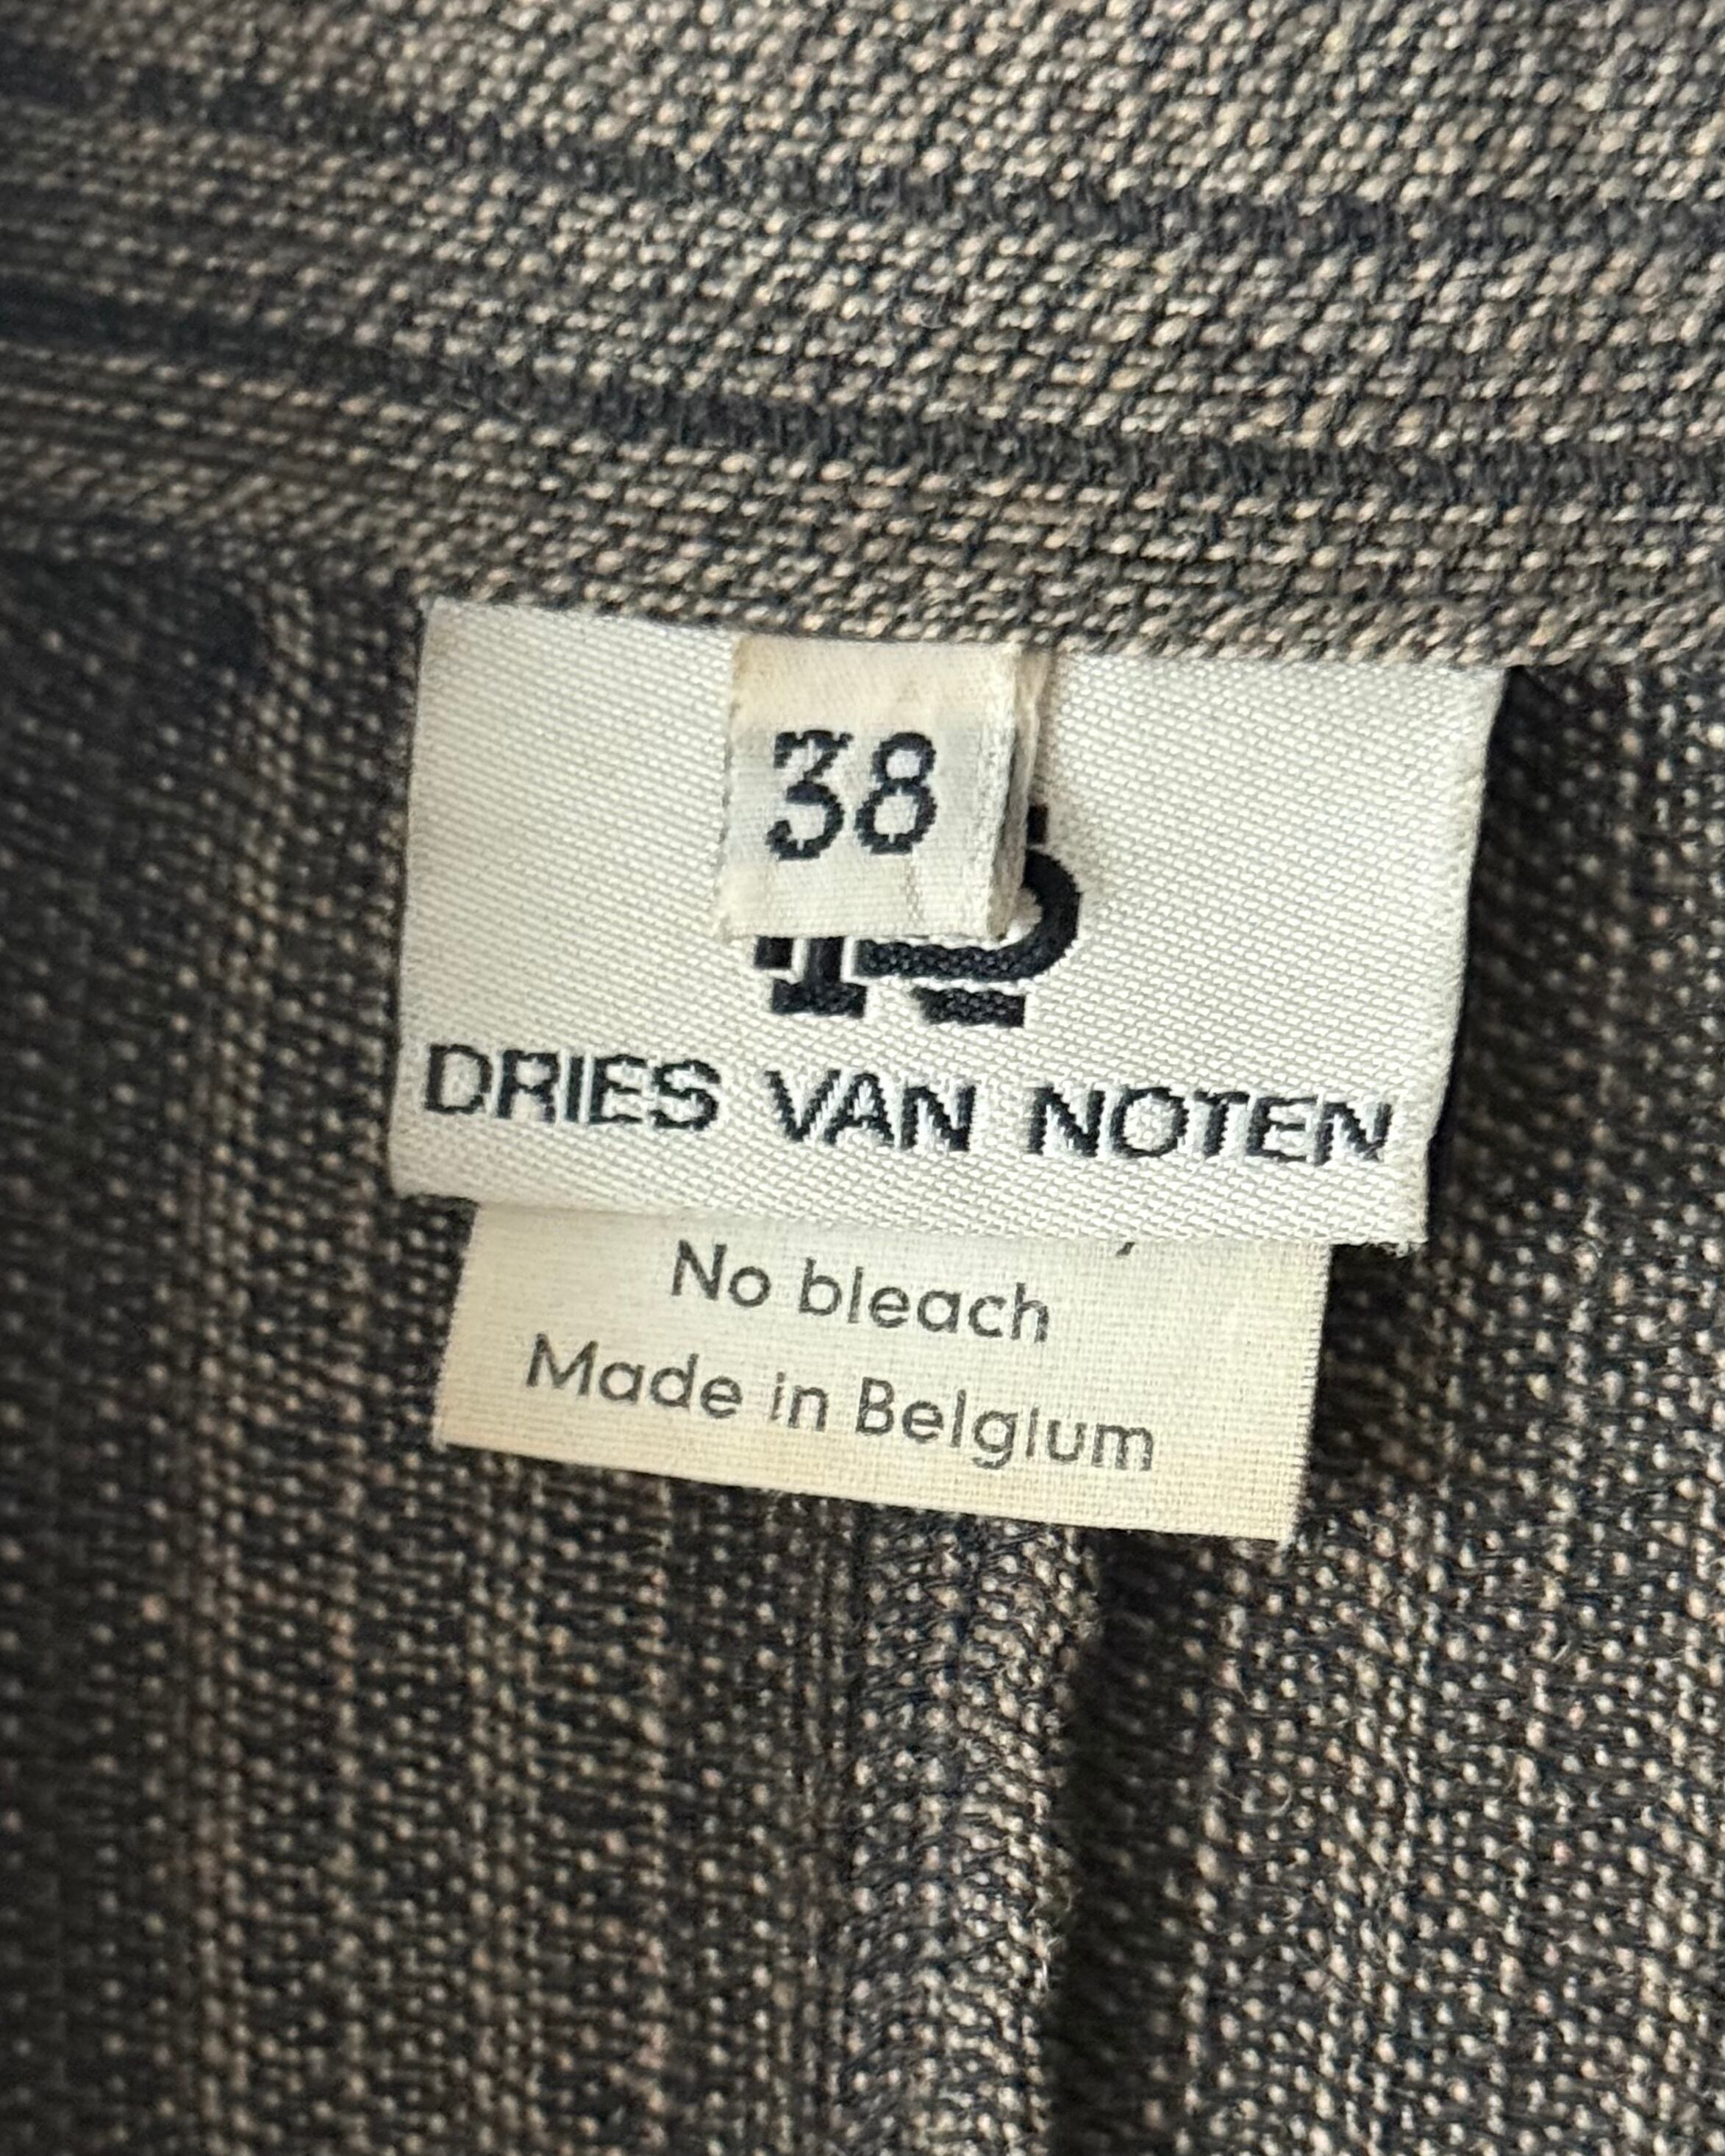 38
DRIES VAN NOTEN
No bleach
Made in Belgium